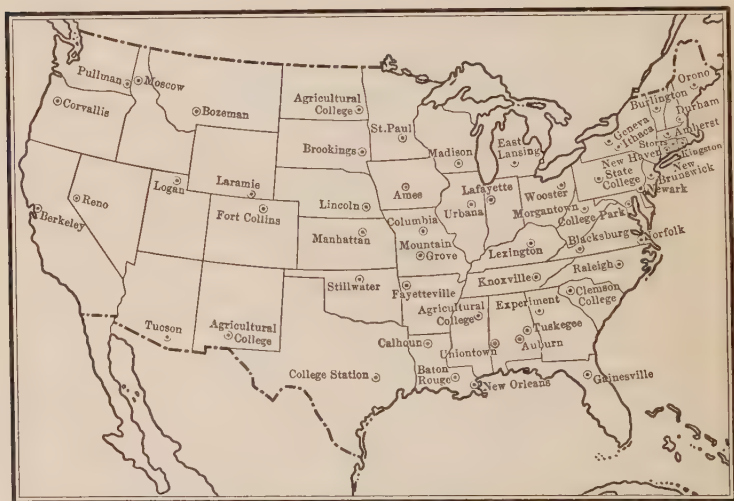 Pullman
Moscow
Corvallis
Bozeman
Agricultural
College
St.Paul
Brookings
Madison
East
Lansing
Orono
Burlington
Durham
Geneva
Ithaca
Amherst
Storrs
Kingston
New Haven
New
Brunswick
State
College
Newark
Reno
Berkeley
Logan
Laramie
Fort Collins
Lincoln
Ames
Lafayette
Urbana
Wooster
Morgantown
College Park
Manhattan
Columbia
Mountain
Grove
Lexington
Blacksburg
Norfolk
Stillwater
Fayetteville
Knoxville
Raleigh
Clemson
College
Experiment
Agricultural
College
Tuskegee
Auburn
Tucson
Agricultural
College
Calhoun
Uniontown
College Station
Baton
Rouge
New Orleans
Gainesville